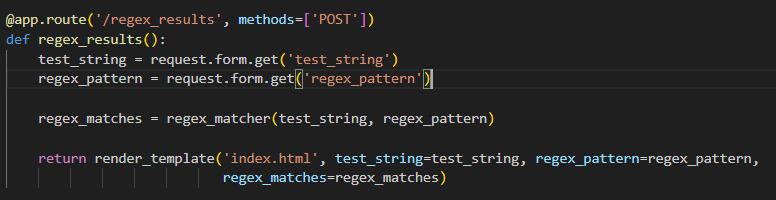 @app.route('/regex_results', methods=['POST'])
def regex_results():
    test_string = request.form.get('test_string')
    regex_pattern = request.form.get('regex_pattern')
    regex_matches = regex_matcher(test_string, regex_pattern)
    return render_template('index.html', test_string=test_string, regex_pattern=regex_pattern,
                           regex_matches=regex_matches)